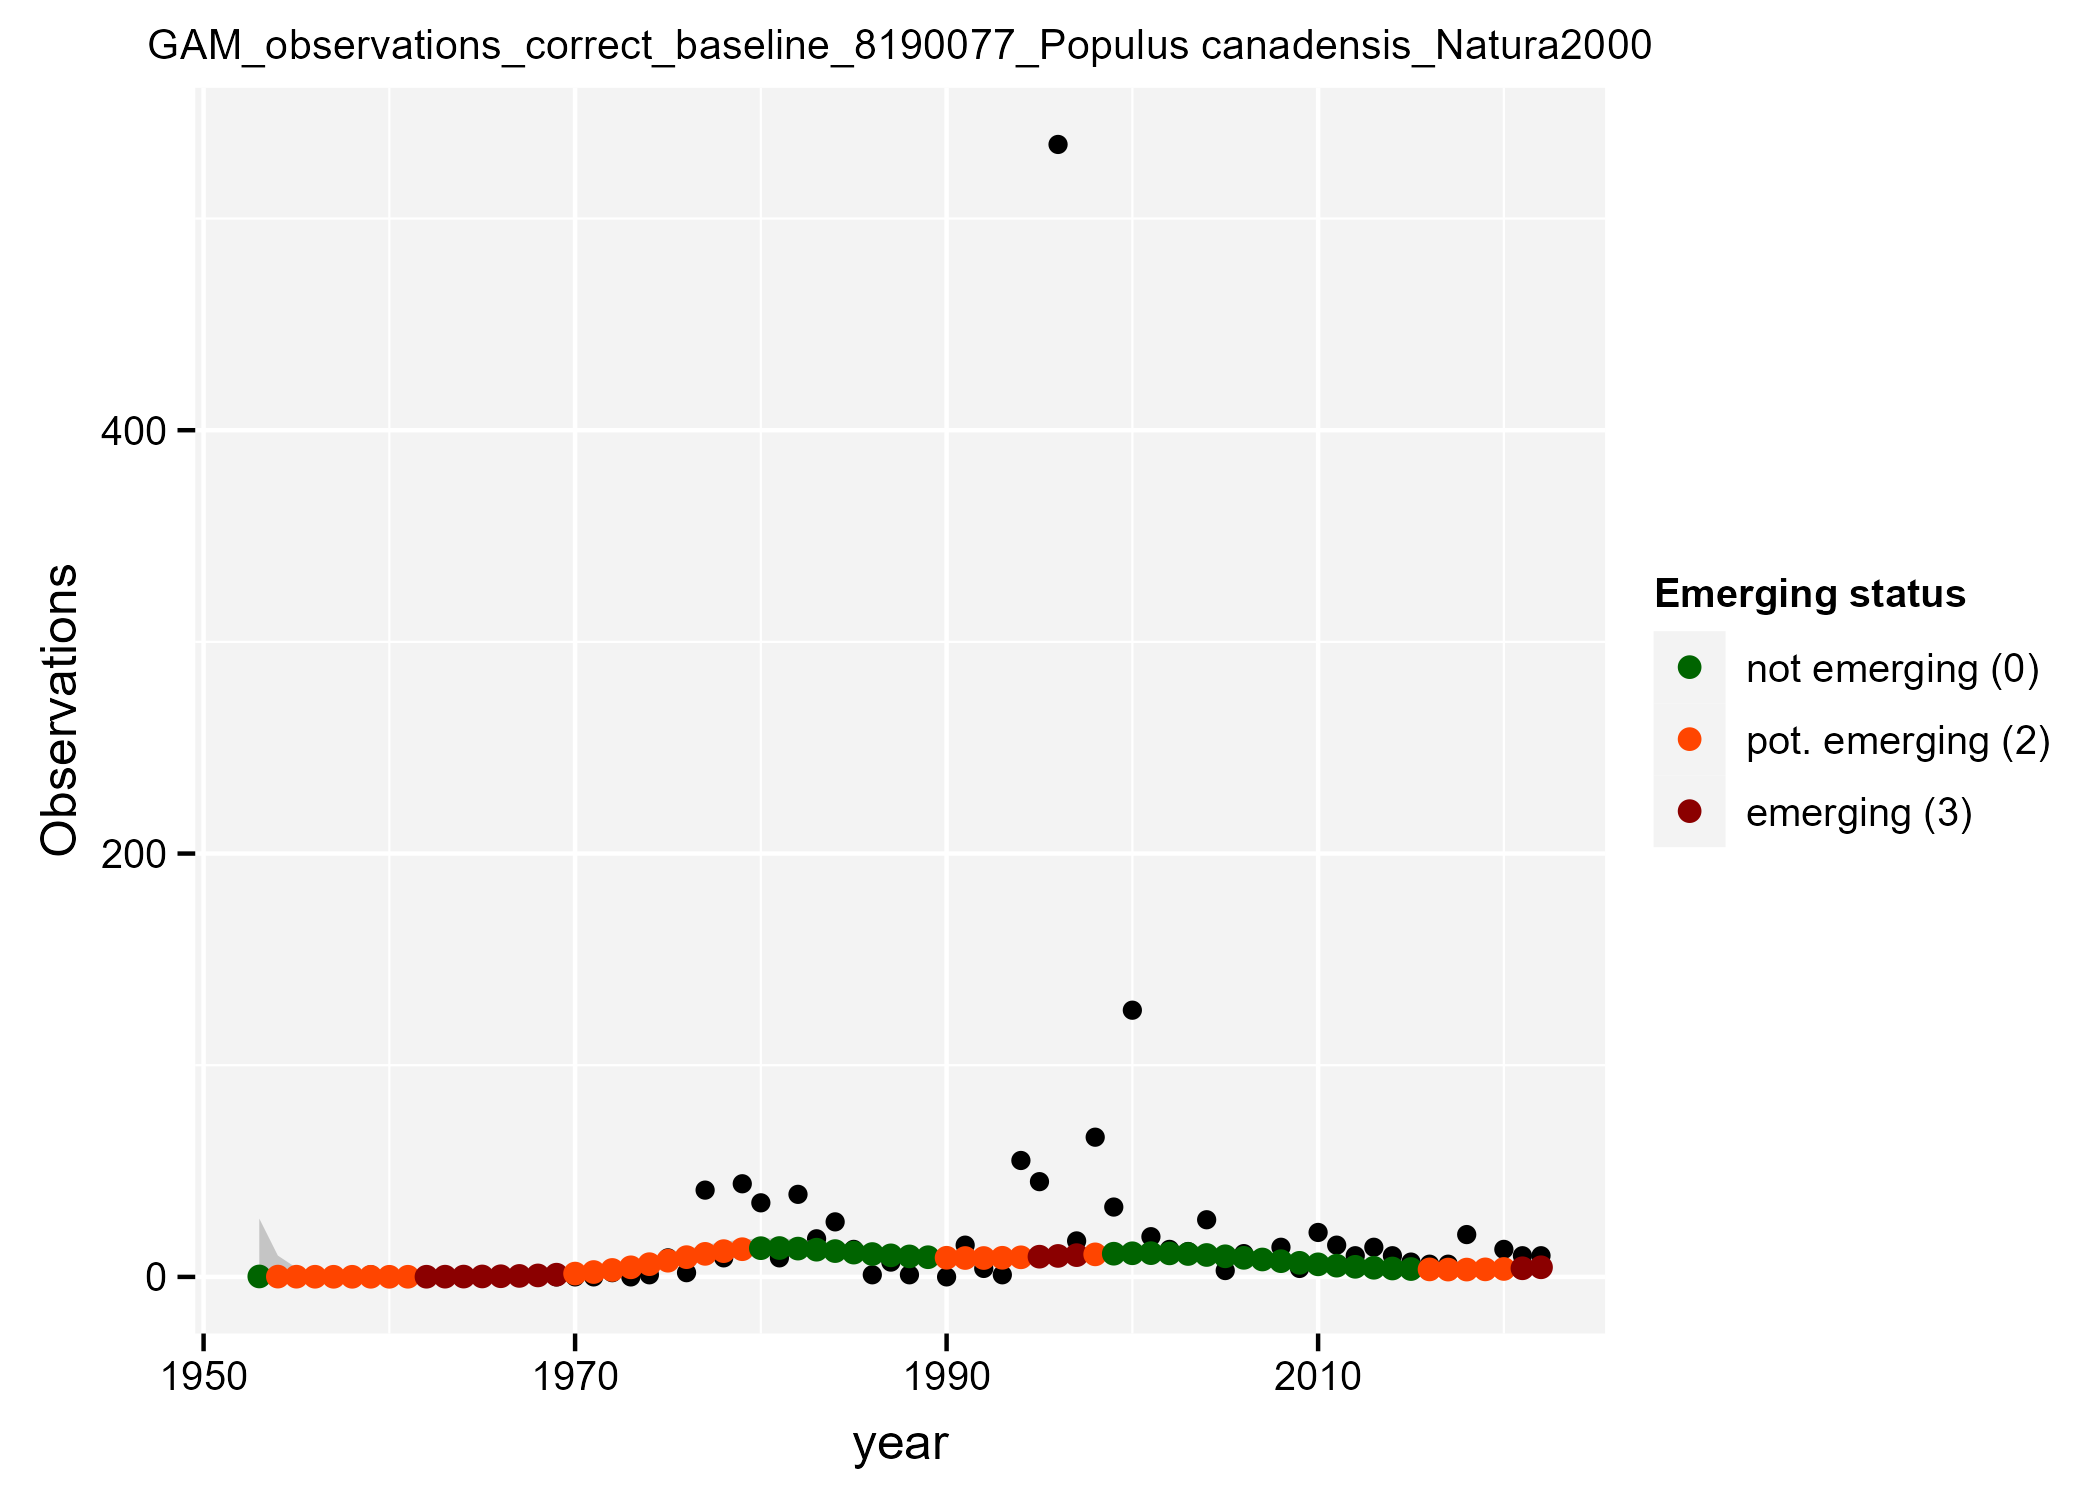 GAM_observations_correct_baseline_8190077_Populus canadensis_Natura2000
Observations
400
200
0
1950
1970
1990
2010
year
Emerging status
not emerging (0)
pot. emerging (2)
emerging (3)